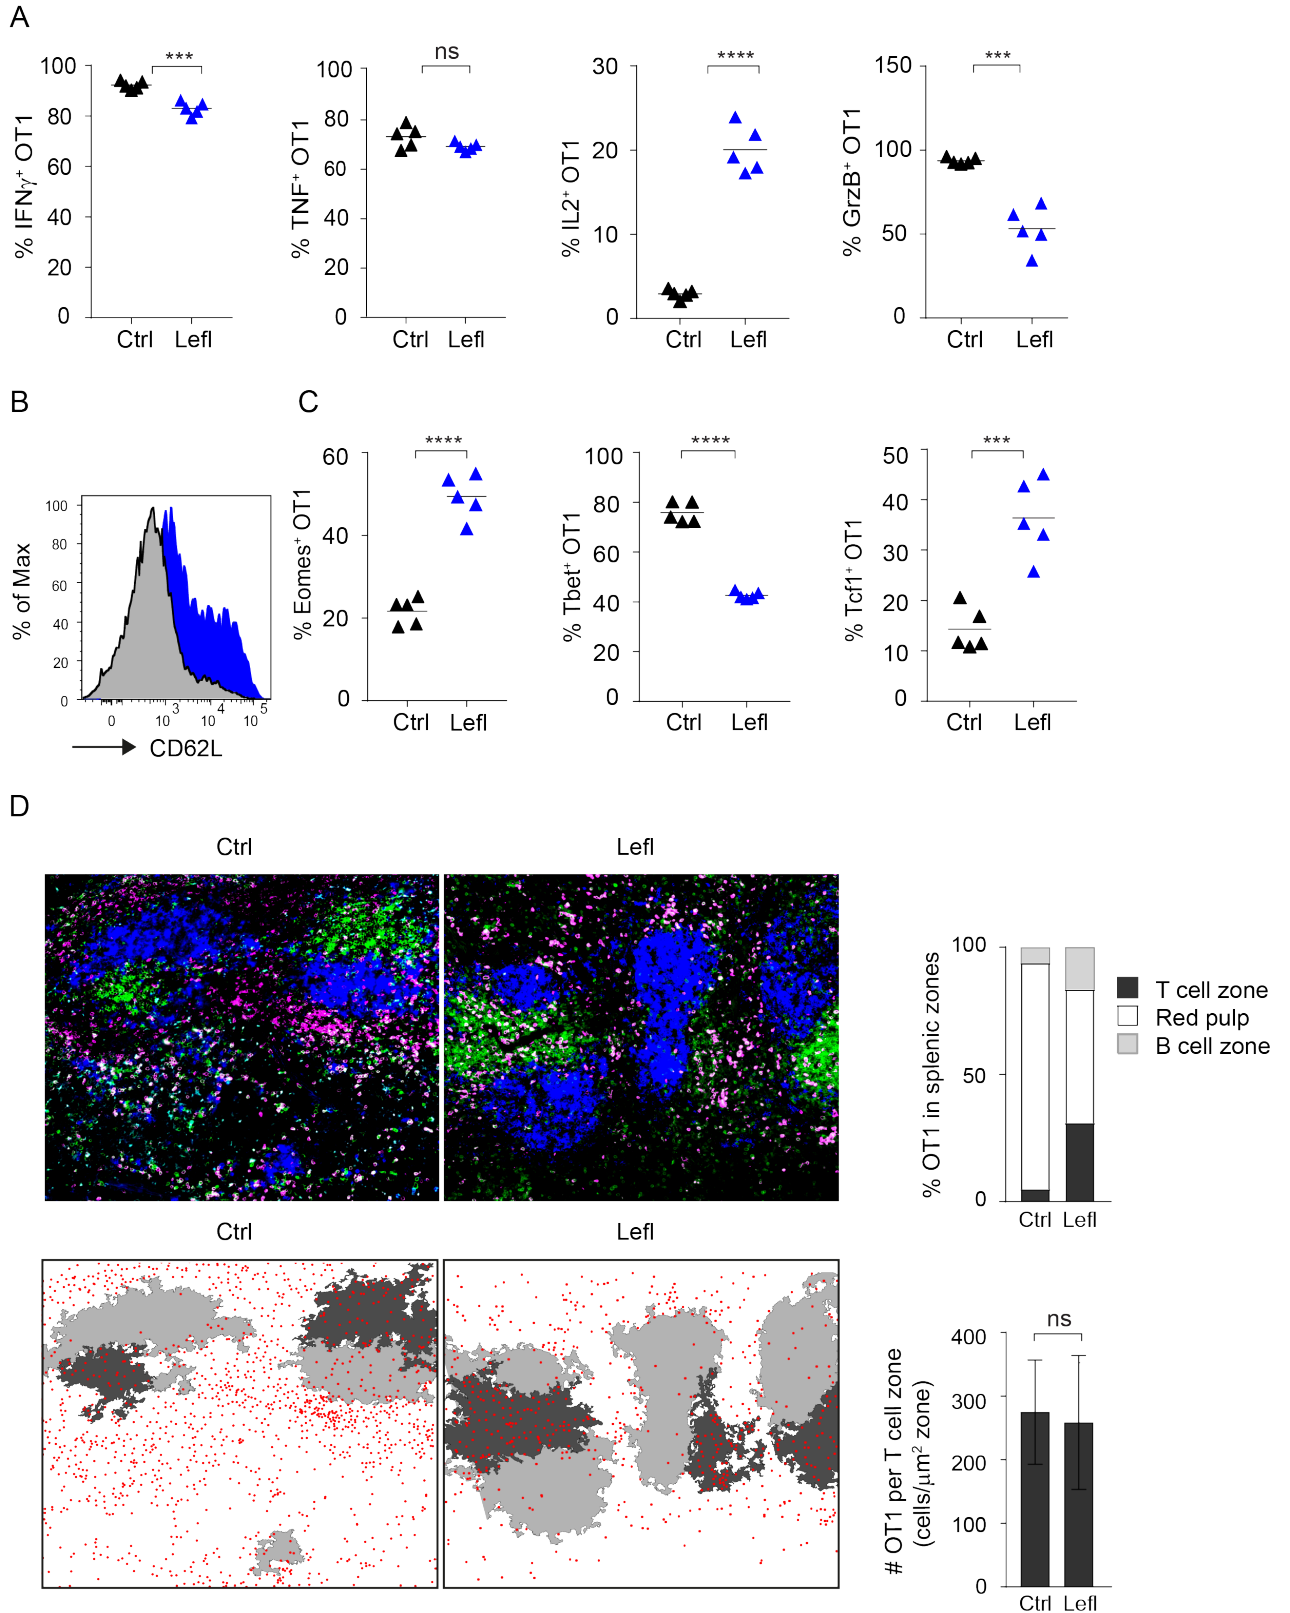 A
***
ns
****
***
% IFNγ⁺ OT1
100
80
60
40
20
0
Ctrl Lefl
% TNF⁺ OT1
100
80
60
40
20
0
Ctrl Lefl
% IL2⁺ OT1
30
20
10
0
Ctrl Lefl
% GrzB⁺ OT1
150
100
50
0
Ctrl Lefl
B
% of Max
100
80
60
40
20
0
0 10³ 10⁴ 10⁵
CD62L
C
****
****
***
% Eomes⁺ OT1
60
40
20
0
Ctrl Lefl
% Tbet⁺ OT1
100
80
60
40
20
0
Ctrl Lefl
% Tcf1⁺ OT1
50
40
30
20
10
0
Ctrl Lefl
D
Ctrl
Lefl
% OT1 in splenic zones
100
50
0
Ctrl Lefl
T cell zone
Red pulp
B cell zone
Ctrl
Lefl
# OT1 per T cell zone
(cells/μm² zone)
ns
400
300
200
100
0
Ctrl Lefl